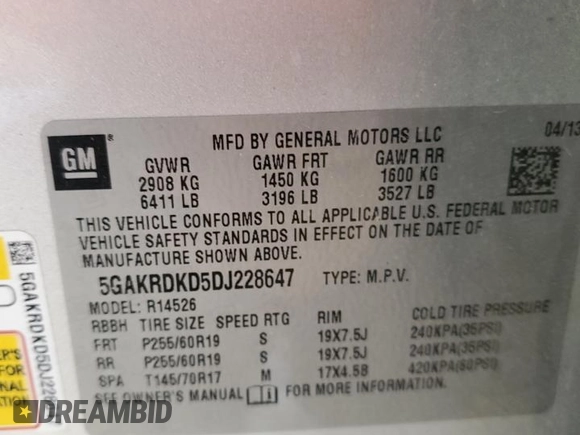 GM
MFD BY GENERAL MOTORS LLC
04/13
GVWR GAWR FRT GAWR RR
2908 KG 1450 KG 1600 KG
6411 LB 3196 LB 3527 LB
THIS VEHICLE CONFORMS TO ALL APPLICABLE U.S. FEDERAL MOTOR
VEHICLE SAFETY STANDARDS IN EFFECT ON THE DATE OF
MANUFACTURE SHOWN ABOVE.
5GAKRDKD5DJ228647 TYPE: M.P.V.
MODEL: R14526
RBBH TIRE SIZE SPEED RTG RIM COLD TIRE PRESSURE
FRT P255/60R19 S 19X7.5J 240KPA(35PSI)
RR P255/60R19 S 19X7.5J 240KPA(35PSI)
SPA T145/70R17 M 17X4.5B 420KPA(60PSI)
SEE OWNER'S MANUAL FOR MORE INFORMATION.
5GAKRDKD5DJ228
DREAMBID